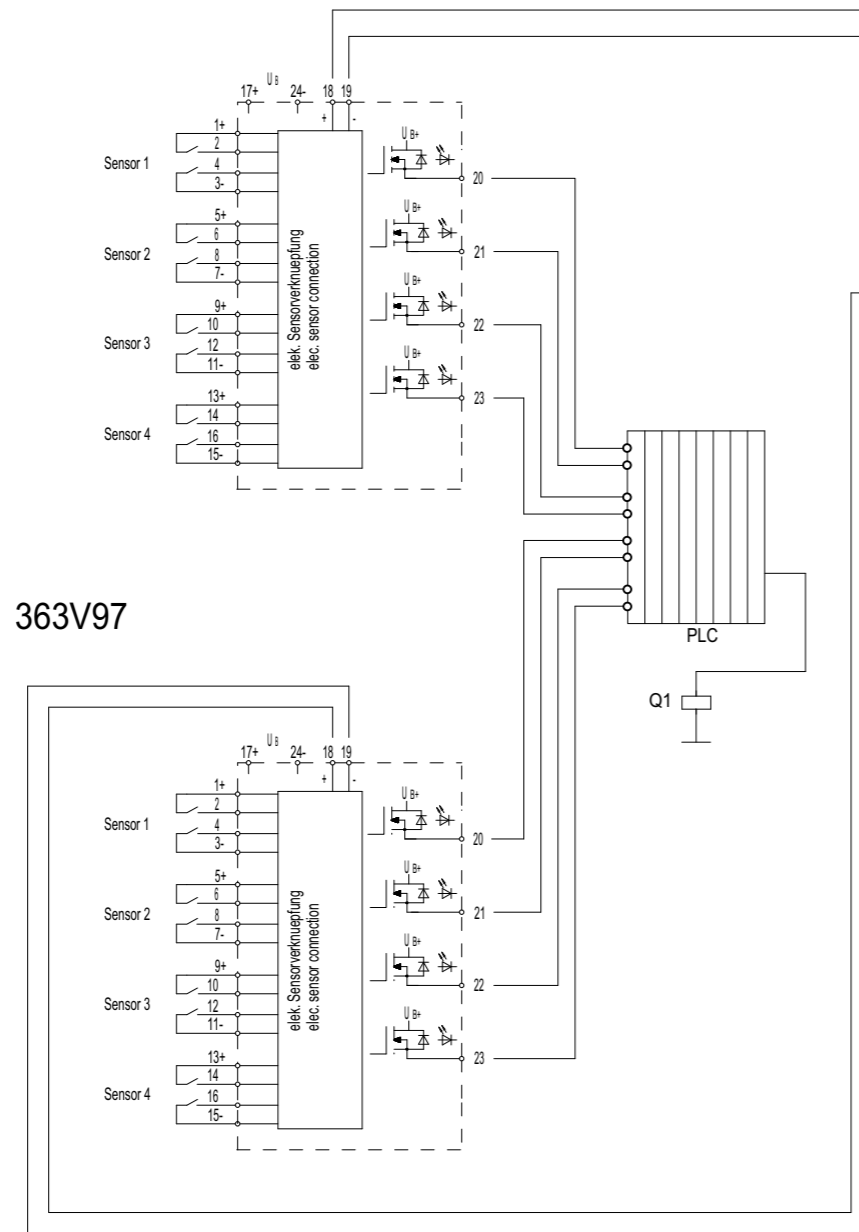 U B
17+ 24- 18 19
+ -
1+
2
Sensor 1
4
3-
5+
6
Sensor 2
8
7-
9+
10
Sensor 3
12
11-
13+
14
Sensor 4
16
15-
elek. Sensorverknuepfung
elec. sensor connection
U B+
20
U B+
21
U B+
22
U B+
23
PLC
Q1
363V97
U B
17+ 24- 18 19
+ -
1+
2
Sensor 1
4
3-
5+
6
Sensor 2
8
7-
9+
10
Sensor 3
12
11-
13+
14
Sensor 4
16
15-
elek. Sensorverknuepfung
elec. sensor connection
U B+
20
U B+
21
U B+
22
U B+
23